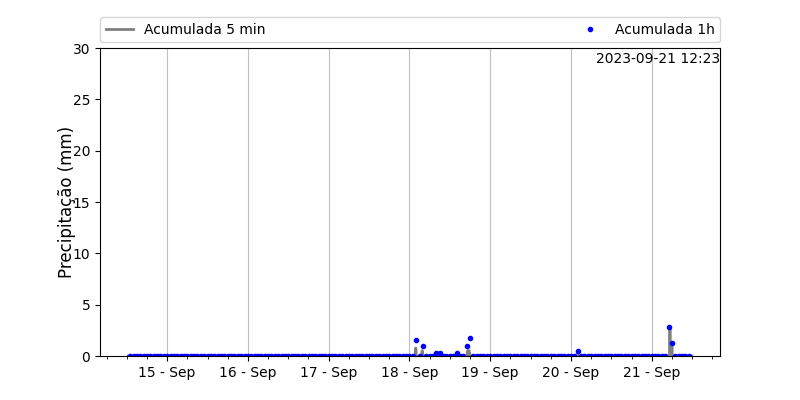 Acumulada 5 min
Acumulada 1h
2023-09-21 12:23
30
25
20
15
10
5
0
Precipitação (mm)
15 - Sep
16 - Sep
17 - Sep
18 - Sep
19 - Sep
20 - Sep
21 - Sep